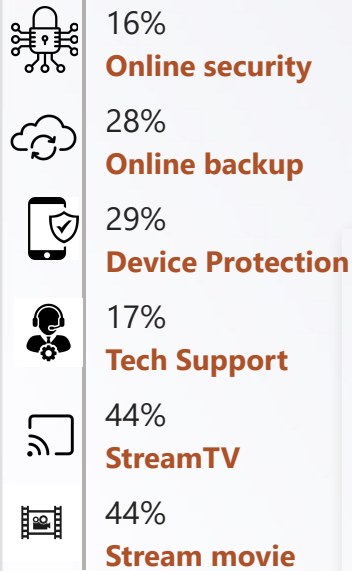 16%
Online security
28%
Online backup
29%
Device Protection
17%
Tech Support
44%
StreamTV
44%
Stream movie